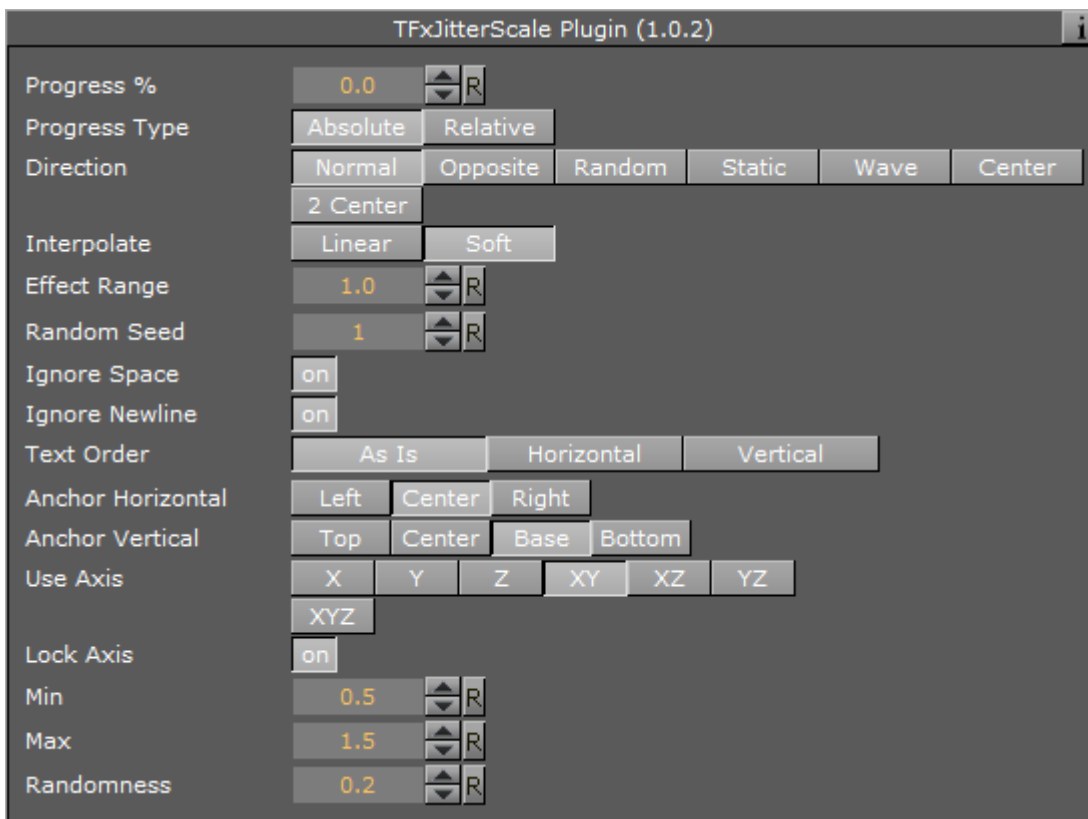 TFxJitterScale Plugin (1.0.2) i
Progress % 0.0 R
Progress Type Absolute Relative
Direction Normal Opposite Random Static Wave Center
2 Center
Interpolate Linear Soft
Effect Range 1.0 R
Random Seed 1 R
Ignore Space on
Ignore Newline on
Text Order As Is Horizontal Vertical
Anchor Horizontal Left Center Right
Anchor Vertical Top Center Base Bottom
Use Axis X Y Z XY XZ YZ
XYZ
Lock Axis on
Min 0.5 R
Max 1.5 R
Randomness 0.2 R